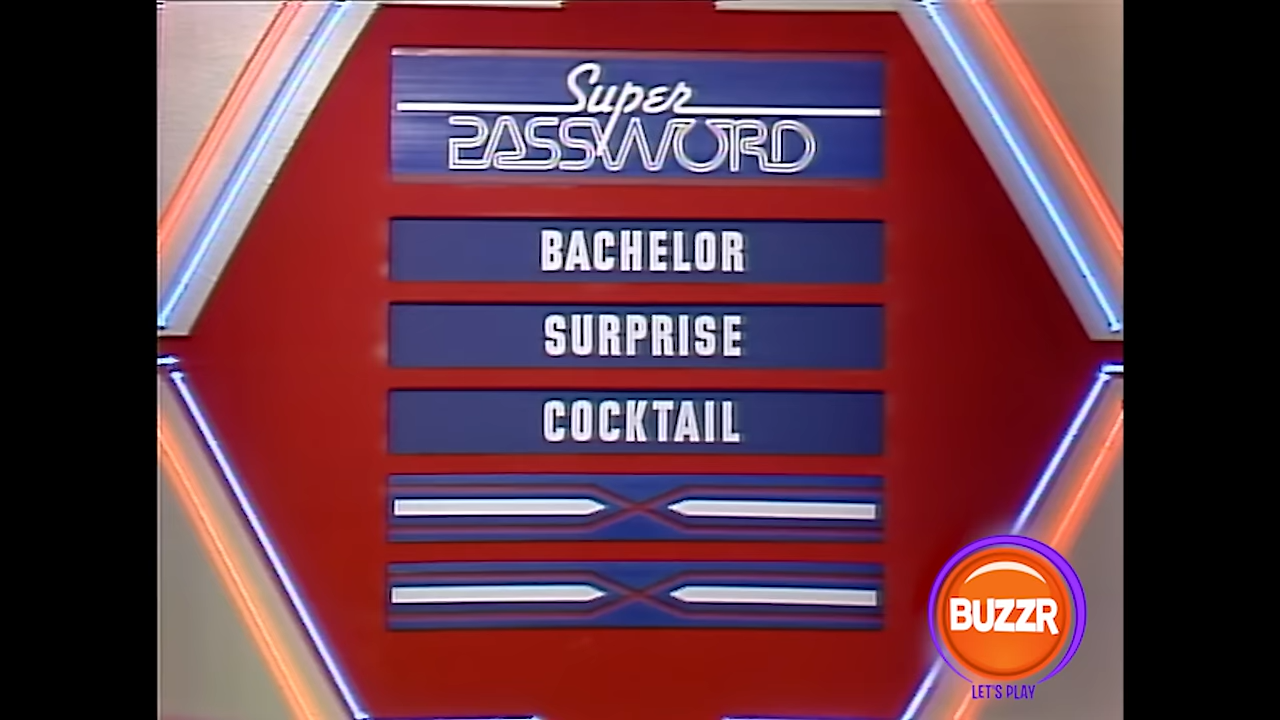 Super
PASSWORD
BACHELOR
SURPRISE
COCKTAIL
BUZZR
LET'S PLAY